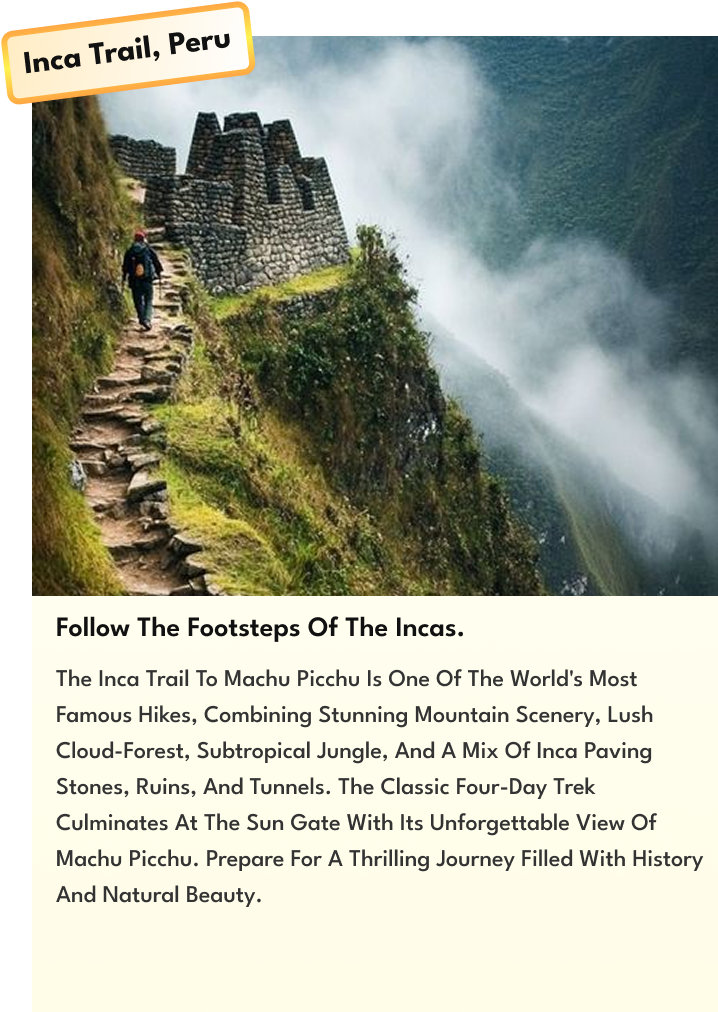 Inca Trail, Peru
Follow The Footsteps Of The Incas.
The Inca Trail To Machu Picchu Is One Of The World's Most
Famous Hikes, Combining Stunning Mountain Scenery, Lush
Cloud-Forest, Subtropical Jungle, And A Mix Of Inca Paving
Stones, Ruins, And Tunnels. The Classic Four-Day Trek
Culminates At The Sun Gate With Its Unforgettable View Of
Machu Picchu. Prepare For A Thrilling Journey Filled With History
And Natural Beauty.